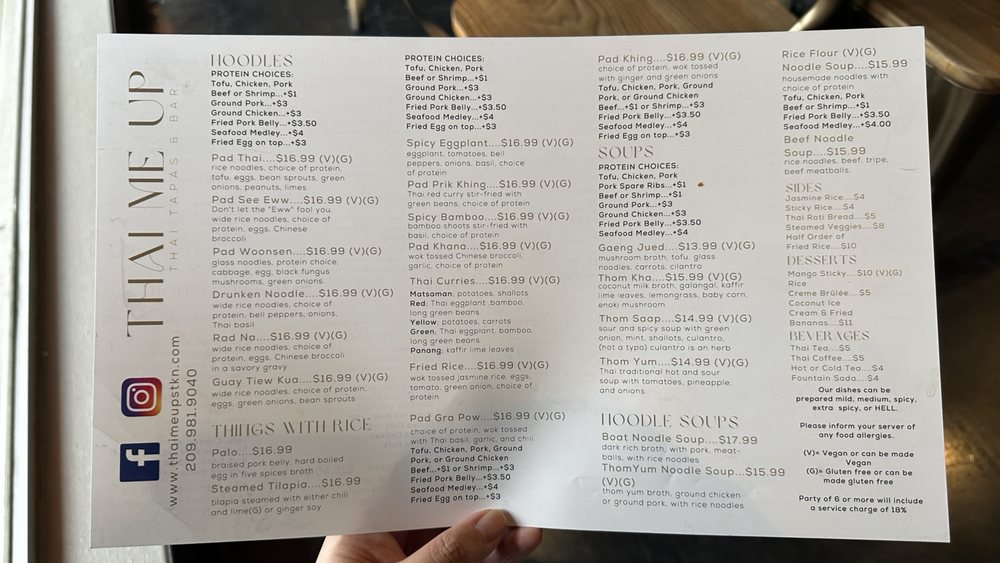 THAI ME UP
THAI TAPAS & BAR
www.thaimeupstkn.com
209.981.9040
NOODLES
PROTEIN CHOICES:
Tofu, Chicken, Pork
Beef or Shrimp...+$1
Ground Pork...+$3
Ground Chicken...+$3
Fried Pork Belly...+$3.50
Seafood Medley...+$4
Fried Egg on top...+$3
Pad Thai....$16.99 (V)(G)
rice noodles, choice of protein,
tofu, eggs, bean sprouts, green
onions, peanuts, limes
Pad See Eww....$16.99 (V)(G)
Don't let the "Eww" fool you.
wide rice noodles, choice of
protein, eggs, Chinese
broccoli
Pad Woonsen....$16.99 (V)(G)
glass noodles, protein choice,
cabbage, egg, black fungus
mushrooms, green onions
Drunken Noodle....$16.99 (V)(G)
wide rice noodles, choice of
protein, bell peppers, onions,
Thai basil
Rad Na....$16.99 (V)(G)
wide rice noodles, choice of
protein, eggs, Chinese broccoli
in a savory gravy
Guay Tiew Kua....$16.99 (V)(G)
wide rice noodles, choice of protein,
eggs, green onions, bean sprouts
THINGS WITH RICE
Palo....$16.99
braised pork belly, hard boiled
egg in five spices broth
Steamed Tilapia....$16.99
tilapia steamed with either chili
and lime(G) or ginger soy
PROTEIN CHOICES:
Tofu, Chicken, Pork
Beef or Shrimp...+$1
Ground Pork...+$3
Ground Chicken...+$3
Fried Pork Belly...+$3.50
Seafood Medley...+$4
Fried Egg on top...+$3
Spicy Eggplant....$16.99 (V)(G)
eggplant, tomatoes, bell
peppers, onions, basil, choice
of protein
Pad Prik Khing....$16.99 (V)(G)
Thai red curry stir-fried with
green beans, choice of protein
Spicy Bamboo....$16.99 (V)(G)
bamboo shoots stir-fried with
basil, choice of protein
Pad Khana....$16.99 (V)(G)
wok tossed Chinese broccoli,
garlic, choice of protein
Thai Curries....$16.99 (V)(G)
Matsaman; potatoes, shallots
Red; Thai eggplant, bamboo,
long green beans
Yellow; potatoes, carrots
Green; Thai eggplant, bamboo,
long green beans
Panang; kaffir lime leaves
Fried Rice....$16.99 (V)(G)
wok tossed jasmine rice, eggs,
tomato, green onion, choice of
protein
Pad Gra Pow....$16.99 (V)(G)
choice of protein, wok tossed
with Thai basil, garlic, and chili
Tofu, Chicken, Pork, Ground
Pork, or Ground Chicken
Beef...+$1 or Shrimp...+$3
Fried Pork Belly...+$3.50
Seafood Medley...+$4
Fried Egg on top...+$3
Pad Khing....$16.99 (V)(G)
choice of protein, wok tossed
with ginger and green onions
Tofu, Chicken, Pork, Ground
Pork, or Ground Chicken
Beef...+$1 or Shrimp...+$3
Fried Pork Belly...+$3.50
Seafood Medley...+$4
Fried Egg on top...+$3
SOUPS
PROTEIN CHOICES:
Tofu, Chicken, Pork
Pork Spare Ribs...+$1
Beef or Shrimp...+$1
Ground Pork...+$3
Ground Chicken...+$3
Fried Pork Belly...+$3.50
Seafood Medley...+$4
Gaeng Jued....$13.99 (V)(G)
mushroom broth, tofu, glass
noodles, carrots, cilantro
Thom Kha....$15.99 (V)(G)
coconut milk broth, galangal, kaffir
lime leaves, lemongrass, baby corn,
enoki mushroom
Thom Saap....$14.99 (V)(G)
sour and spicy soup with green
onion, mint, shallots, culantro,
(not a typo) culantro is an herb
Thom Yum....$14.99 (V)(G)
Thai traditional hot and sour
soup with tomatoes, pineapple,
and onions
NOODLE SOUPS
Boat Noodle Soup....$17.99
dark broth, with pork, meat-
balls, with rice noodles
ThomYum Noodle Soup...$15.99
(V)(G)
thom yum broth, ground chicken
or ground pork, with rice noodles
Rice Flour (V)(G)
Noodle Soup....$15.99
housemade noodles with
choice of protein
Tofu, Chicken, Pork
Beef or Shrimp...+$1
Fried Pork Belly...+$3.50
Seafood Medley...+$4.00
Beef Noodle
Soup....$15.99
rice noodles, beef, tripe,
beef meatballs,
SIDES
Jasmine Rice....$4
Sticky Rice....$4
Thai Roti Bread....$5
Steamed Veggies....$8
Half Order of
Fried Rice...$10
DESSERTS
Mango Sticky....$10 (V)(G)
Rice
Creme Brûlée....$5
Coconut Ice
Cream & Fried
Bananas....$11
BEVERAGES
Thai Tea....$5
Thai Coffee....$5
Hot or Cold Tea....$4
Fountain Soda....$4
Our dishes can be
prepared mild, medium, spicy,
extra spicy, or HELL.
Please inform your server of
any food allergies.
(V)= Vegan or can be made
Vegan
(G)= Gluten free or can be
made gluten free
Party of 6 or more will include
a service charge of 18%